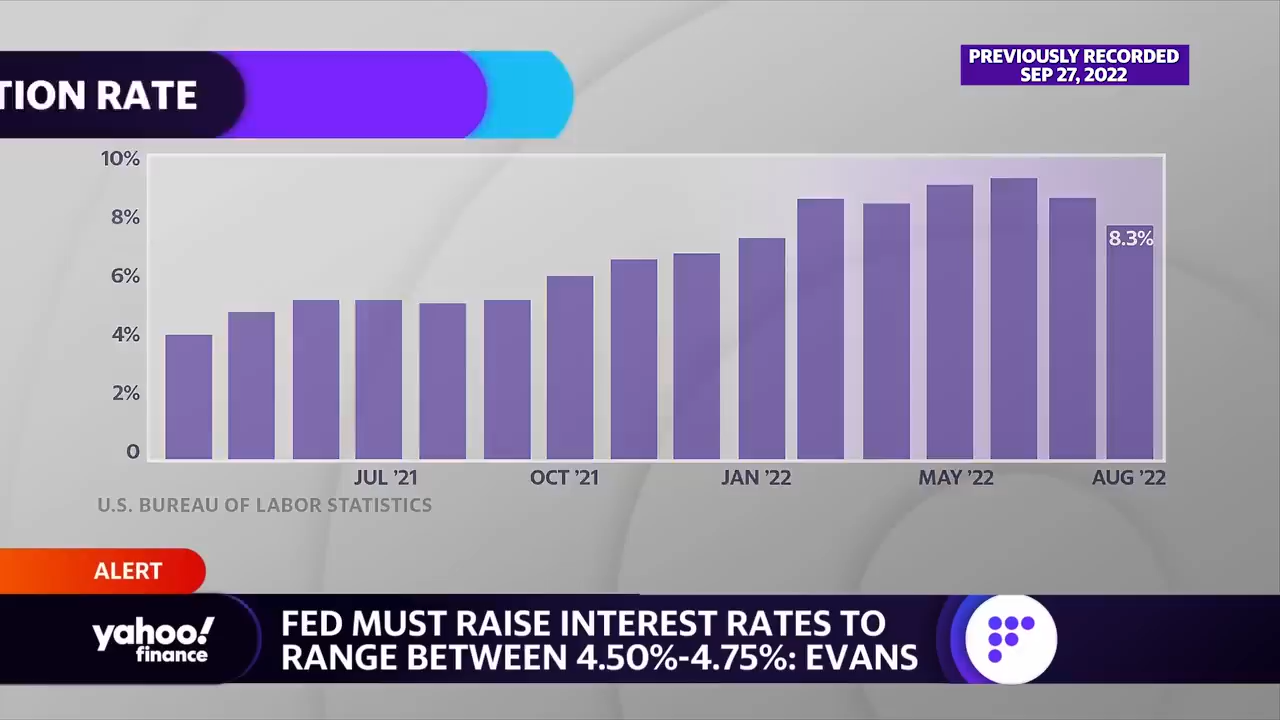 TION RATE
PREVIOUSLY RECORDED
SEP 27, 2022
10%
8%
6%
4%
2%
0
8.3%
JUL ’21
OCT ’21
JAN ’22
MAY ’22
AUG ’22
U.S. BUREAU OF LABOR STATISTICS
ALERT
yahoo!
finance
FED MUST RAISE INTEREST RATES TO
RANGE BETWEEN 4.50%-4.75%: EVANS